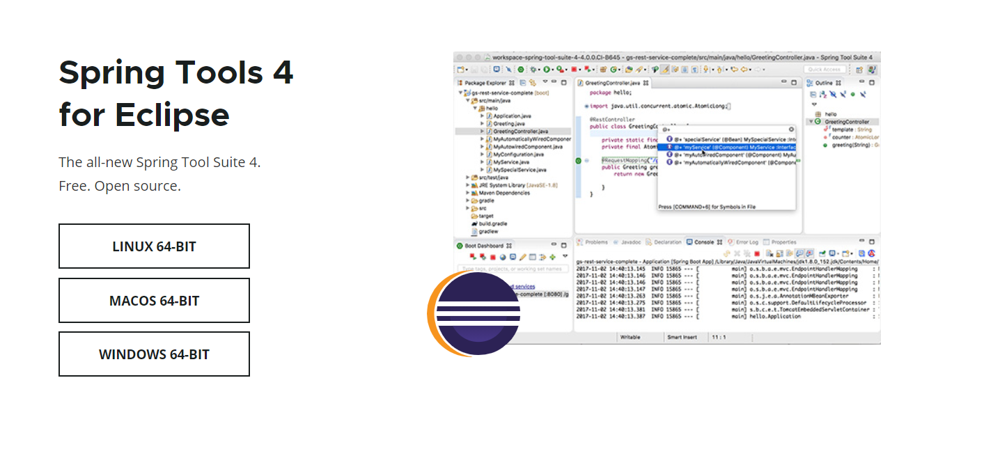 Spring Tools 4
for Eclipse
The all-new Spring Tool Suite 4.
Free. Open source.
LINUX 64-BIT
MACOS 64-BIT
WINDOWS 64-BIT
workspace-spring-tool-suite-4-4.0.0.CI-B645 - gs-rest-service-complete/src/main/java/hello/GreetingController.java - Spring Tool Suite 4
Quick Access
Package Explorer
gs-rest-service-complete [boot]
src/main/java
hello
Application.java
Greeting.java
GreetingController.java
MyAutomaticallyWiredComponer
MyAutowiredComponent.java
MyConfiguration.java
MyService.java
MySpecialService.java
src/test/java
JRE System Library [JavaSE-1.8]
Maven Dependencies
gradle
src
target
build.gradle
gradlew
GreetingController.java
package hello;
import java.util.concurrent.atomic.AtomicLong;
@RestController
public class GreetingC
private static fin
private final Atom
@RequestMapping("/g
public Greeting gre
return new Gree
}
}
@+
@+ 'specialService' (@Bean) MySpecialService :Int
@+ 'myService' (@Component) MyService :Interfac
@+ 'myAutowiredComponent' (@Component) MyAu
@+ 'myAutomaticallyWiredComponent' (@Compone
Press [COMMAND+6] for Symbols in File
Outline
hello
GreetingController
template : String
counter : AtomicLor
greeting(String) : G
Boot Dashboard
Type tags, projects, or working set names
d services
e-complete [:8080] /g
Problems
Javadoc
Declaration
Console
Error Log
Properties
gs-rest-service-complete - Application [Spring Boot App] /Library/Java/JavaVirtualMachines/jdk1.8.0_152.jdk/Contents/Home/
2017-11-02 14:40:13.145 INFO 15865 --- [ main] o.s.b.a.e.mvc.EndpointHandlerMapping :
2017-11-02 14:40:13.146 INFO 15865 --- [ main] o.s.b.a.e.mvc.EndpointHandlerMapping :
2017-11-02 14:40:13.146 INFO 15865 --- [ main] o.s.b.a.e.mvc.EndpointHandlerMapping :
2017-11-02 14:40:13.147 INFO 15865 --- [ main] o.s.b.a.e.mvc.EndpointHandlerMapping :
2017-11-02 14:40:13.263 INFO 15865 --- [ main] o.s.j.e.a.AnnotationMBeanExporter :
2017-11-02 14:40:13.275 INFO 15865 --- [ main] o.s.c.support.DefaultLifecycleProcessor :
2017-11-02 14:40:13.381 INFO 15865 --- [ main] s.b.c.e.t.TomcatEmbeddedServletContainer :
2017-11-02 14:40:13.387 INFO 15865 --- [ main] hello.Application :
Writable
Smart Insert
11 : 1